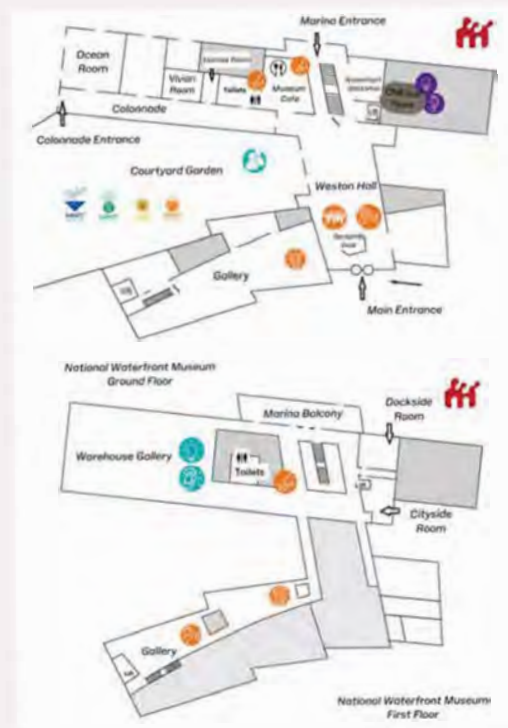 Marina Entrance
Ocean
Room
Vivian
Room
Toilets
Museum
Cafe
Colonnade
Colonnade Entrance
Courtyard Garden
Weston Hall
Gallery
Main Entrance
National Waterfront Museum
Ground Floor
Dockside
Room
Marina Balcony
Warehouse Gallery
Toilets
Cityside
Room
Gallery
National Waterfront Museum
First Floor